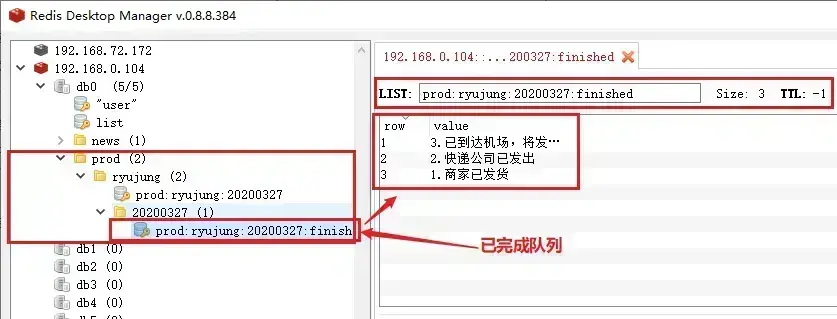 Redis Desktop Manager v.0.8.8.384
192.168.72.172
192.168.0.104
db0 (5/5)
"user"
list
news (1)
prod (2)
ryujung (2)
prod:ryujung:20200327
20200327 (1)
prod:ryujung:20200327:finish
db1 (0)
db2 (0)
db3 (0)
db4 (0)
db5 (0)
192.168.0.104::...200327:finished
LIST: prod:ryujung:20200327:finished Size: 3 TTL: -1
row value
1 3.已到达机场，将发…
2 2.快递公司已发出
3 1.商家已发货
已完成队列